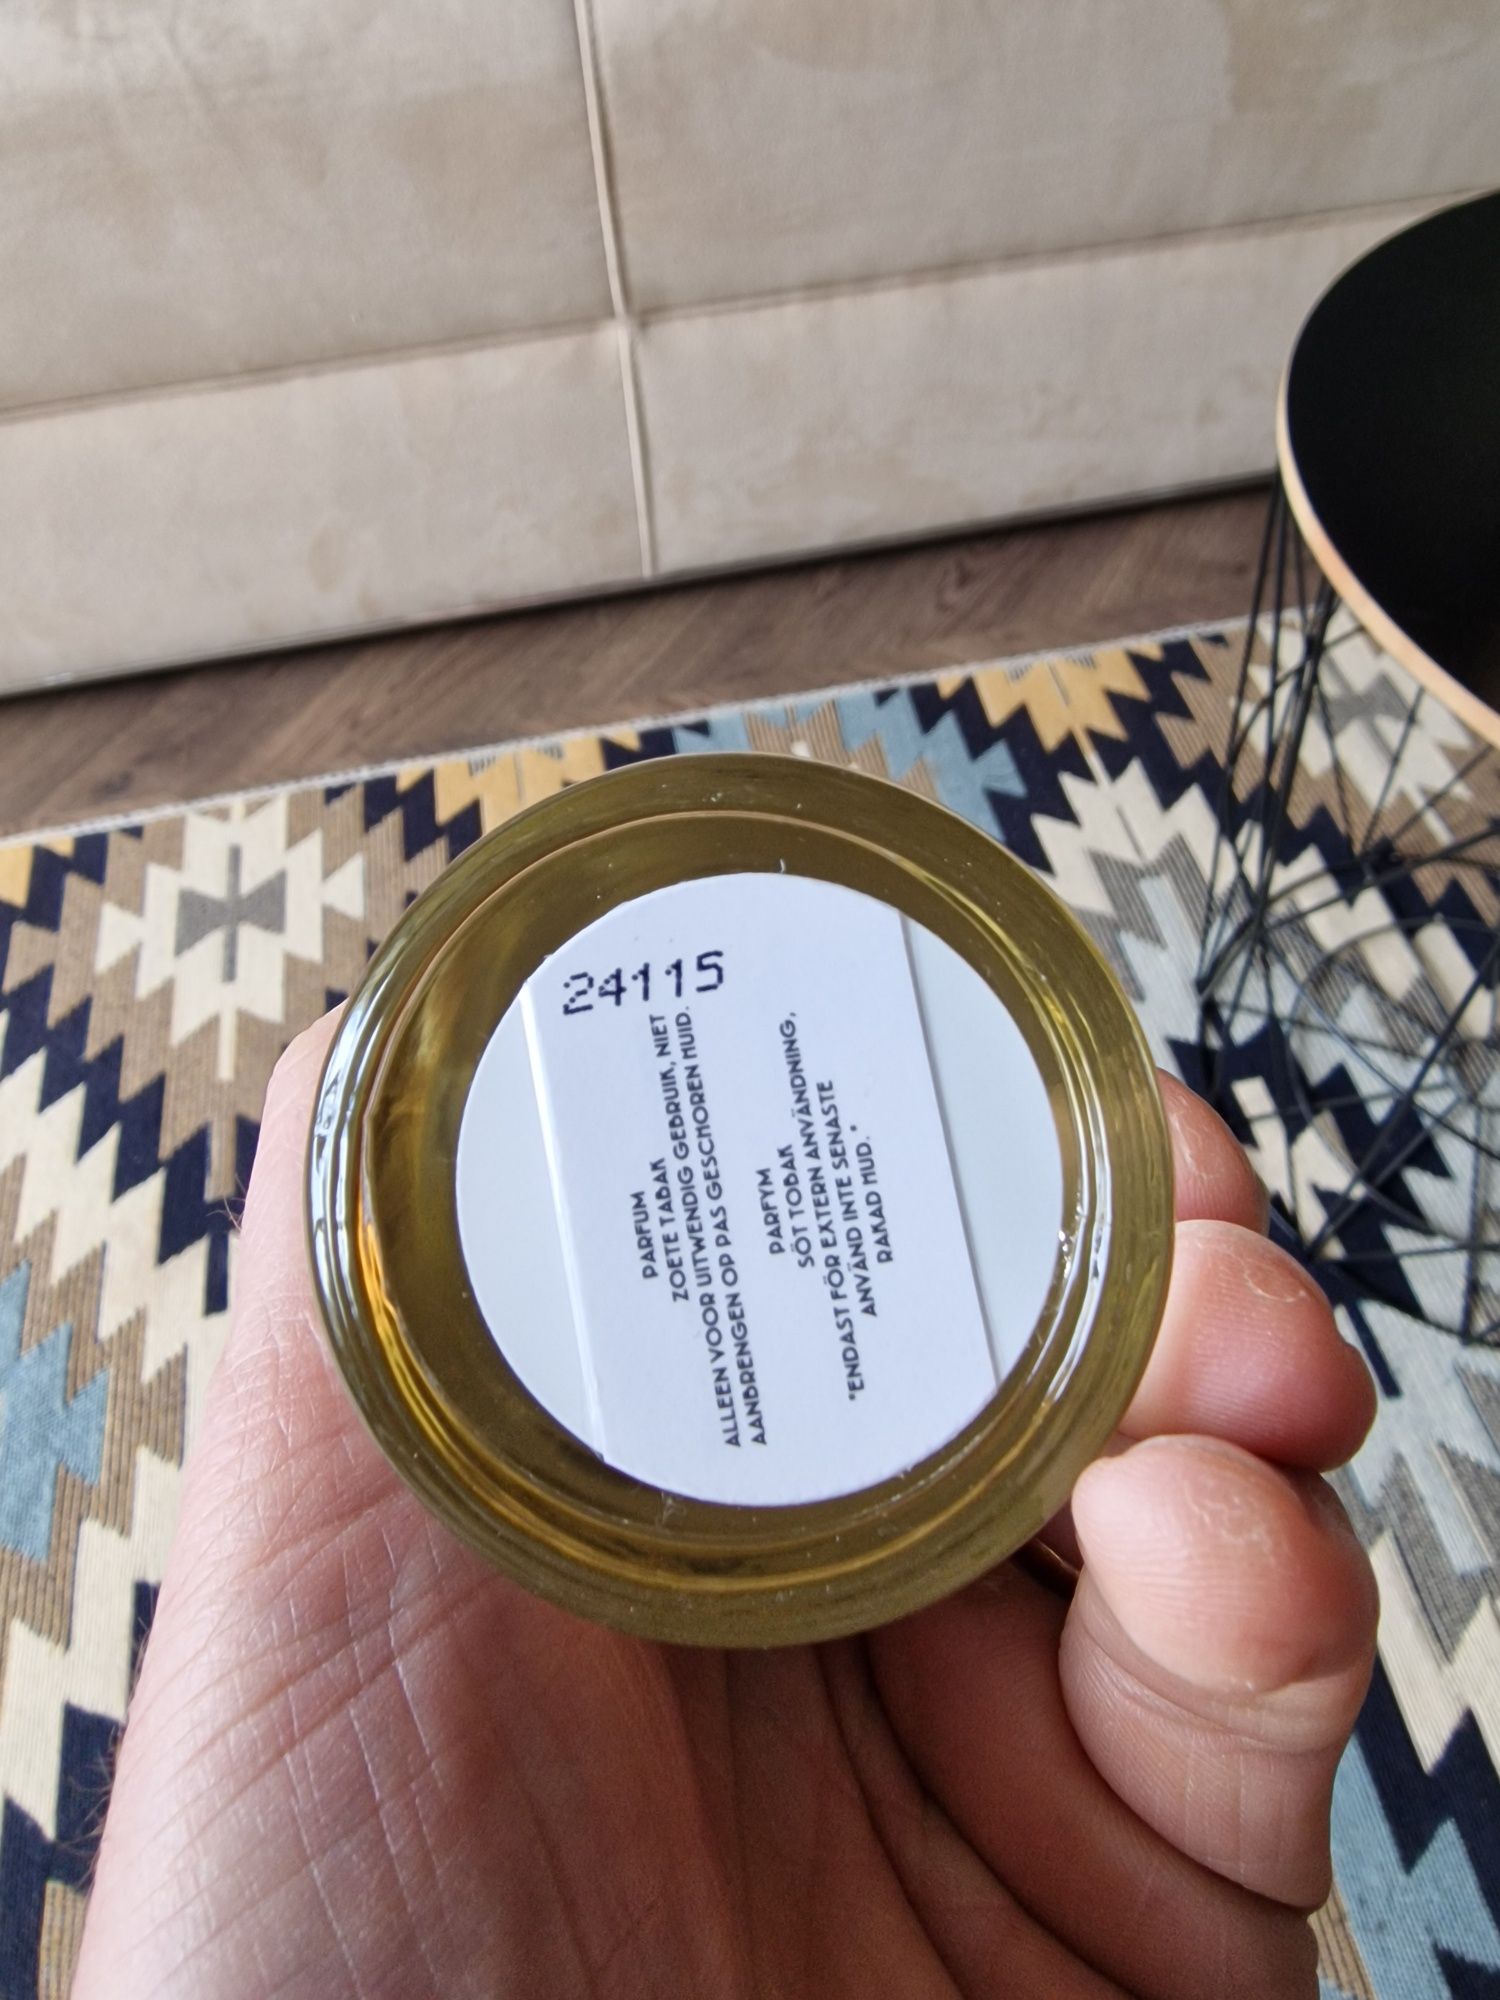 24115
PARFUM
ZOETE TABAK
ALLEEN VOOR UITWENDIG GEBRUIK, NIET
AANBRENGEN OP PAS GESCHOREN HUID.
PARFYM
SÖT TOBAK
"ENDAST FÖR EXTERN ANVÄNDNING,
ANVÄND INTE SENASTE
RAKAD HUD."